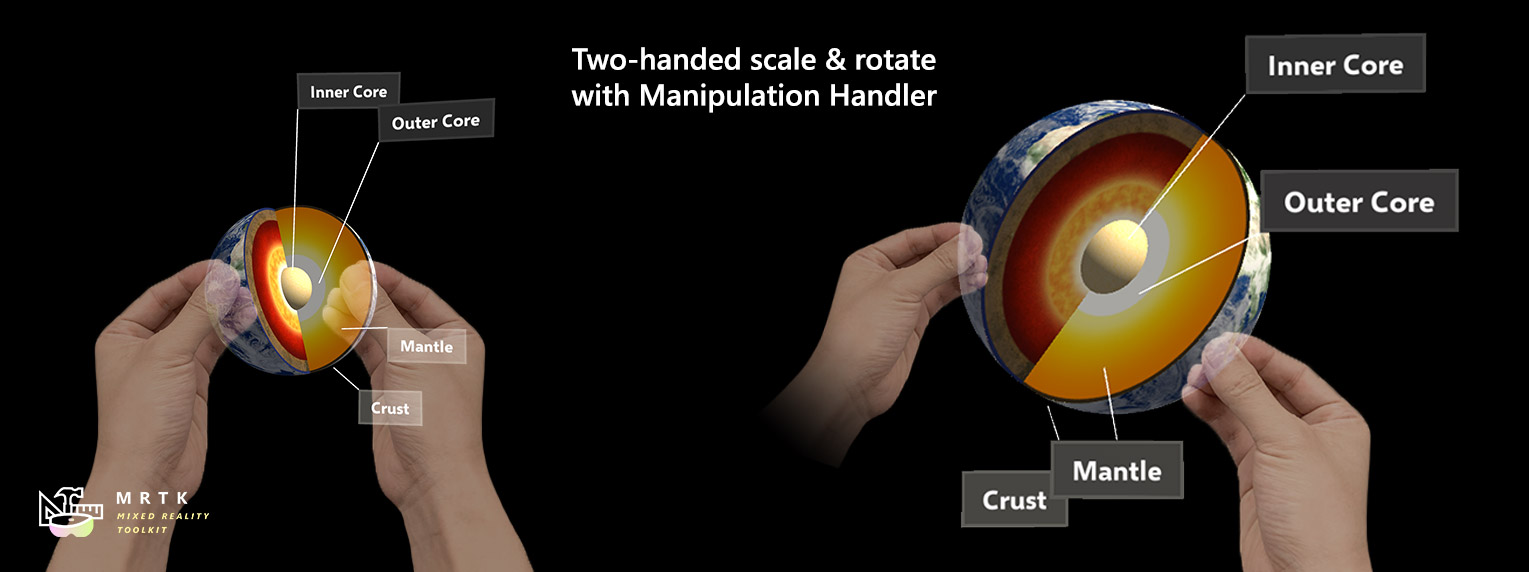 Two-handed scale & rotate
with Manipulation Handler
Inner Core
Outer Core
Mantle
Crust
Inner Core
Outer Core
Mantle
Crust
MRTK
MIXED REALITY
TOOLKIT